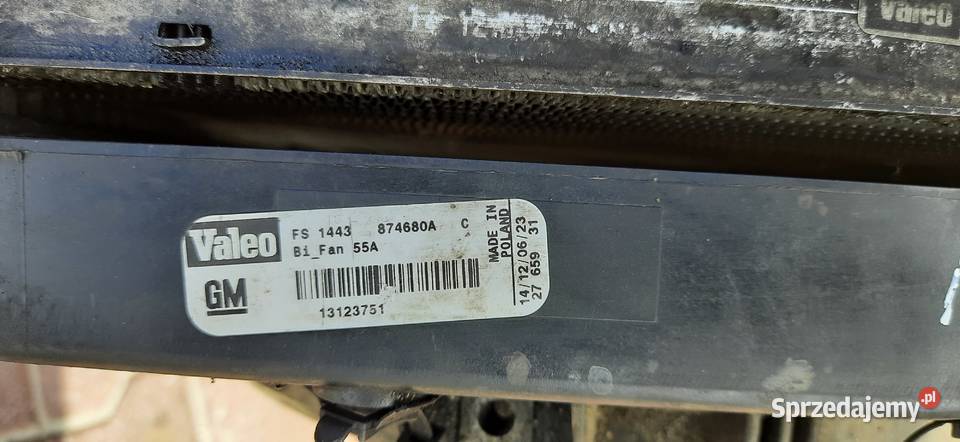 Valeo
Valeo
FS 1443 874680A C
Bi_Fan 55A
GM
13123751
MADE IN
POLAND
14/12/06/23
27 659 31
Sprzedajemy.pl